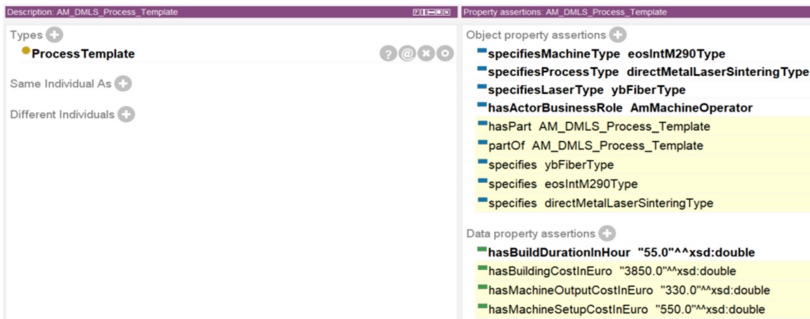 Description: AM_DMLS_Process_Template
Types
ProcessTemplate
Same Individual As
Different Individuals
Property assertions: AM_DMLS_Process_Template
Object property assertions
specifiesMachineType eosIntM290Type
specifiesProcessType directMetalLaserSinteringType
specifiesLaserType ybFiberType
hasActorBusinessRole AmMachineOperator
hasPart AM_DMLS_Process_Template
partOf AM_DMLS_Process_Template
specifies ybFiberType
specifies eosIntM290Type
specifies directMetalLaserSinteringType
Data property assertions
hasBuildDurationInHour "55.0"^^xsd:double
hasBuildingCostInEuro "3850.0"^^xsd:double
hasMachineOutputCostInEuro "330.0"^^xsd:double
hasMachineSetupCostInEuro "550.0"^^xsd:double